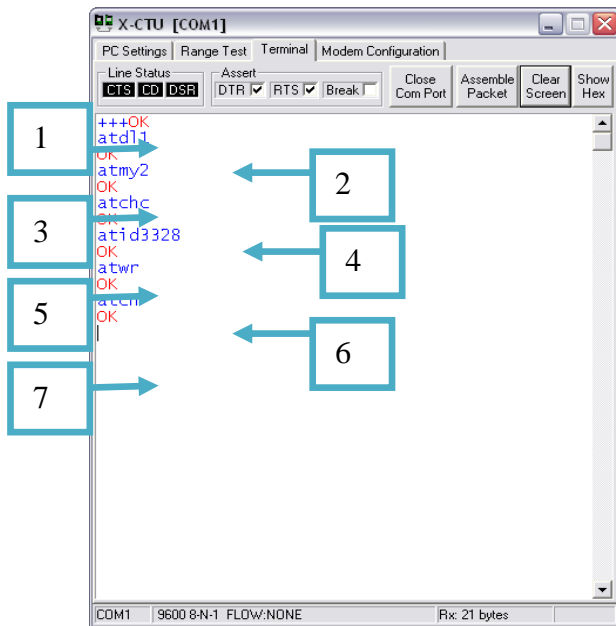 X-CTU [COM1]
PC Settings Range Test Terminal Modem Configuration
Line Status Assert
CTS CD DSR DTR RTS Break Close Com Port Assemble Packet Clear Screen Show Hex
+++OK
atdl1
OK
atmy2
OK
atchc
OK
atid3328
OK
atwr
OK
atcn
OK
1
2
3
4
5
6
7
COM1 9600 8-N-1 FLOW:NONE Rx: 21 bytes